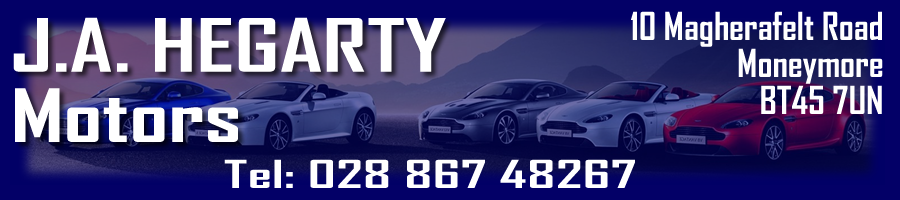 J.A. HEGARTY
Motors
10 Magherafelt Road
Moneymore
BT45 7UN
Tel: 028 867 48267